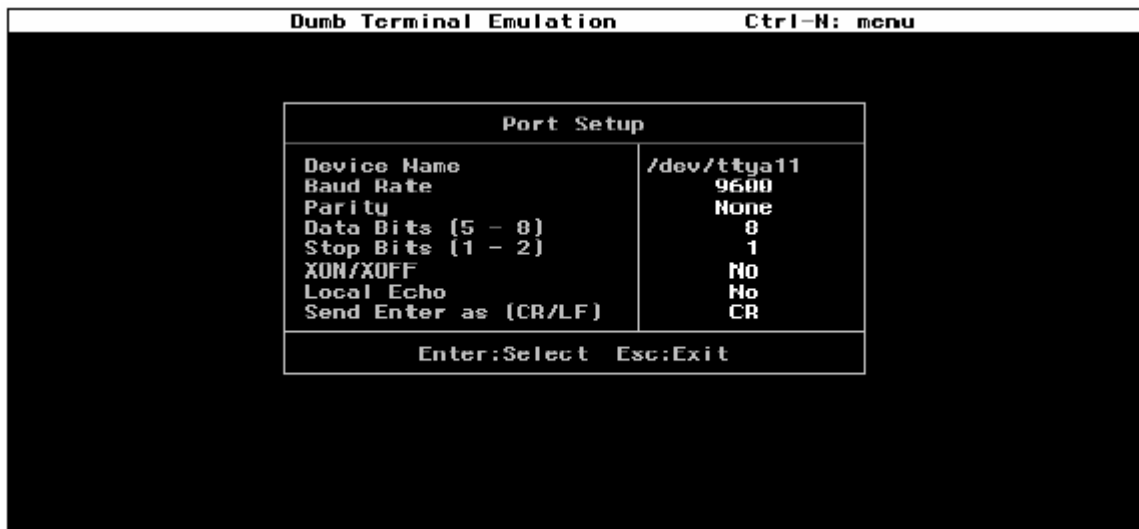 Dumb Terminal Emulation Ctrl-N: menu
Port Setup
Device Name /dev/ttya11
Baud Rate 9600
Parity None
Data Bits (5 - 8) 8
Stop Bits (1 - 2) 1
XON/XOFF No
Local Echo No
Send Enter as (CR/LF) CR
Enter:Select Esc:Exit